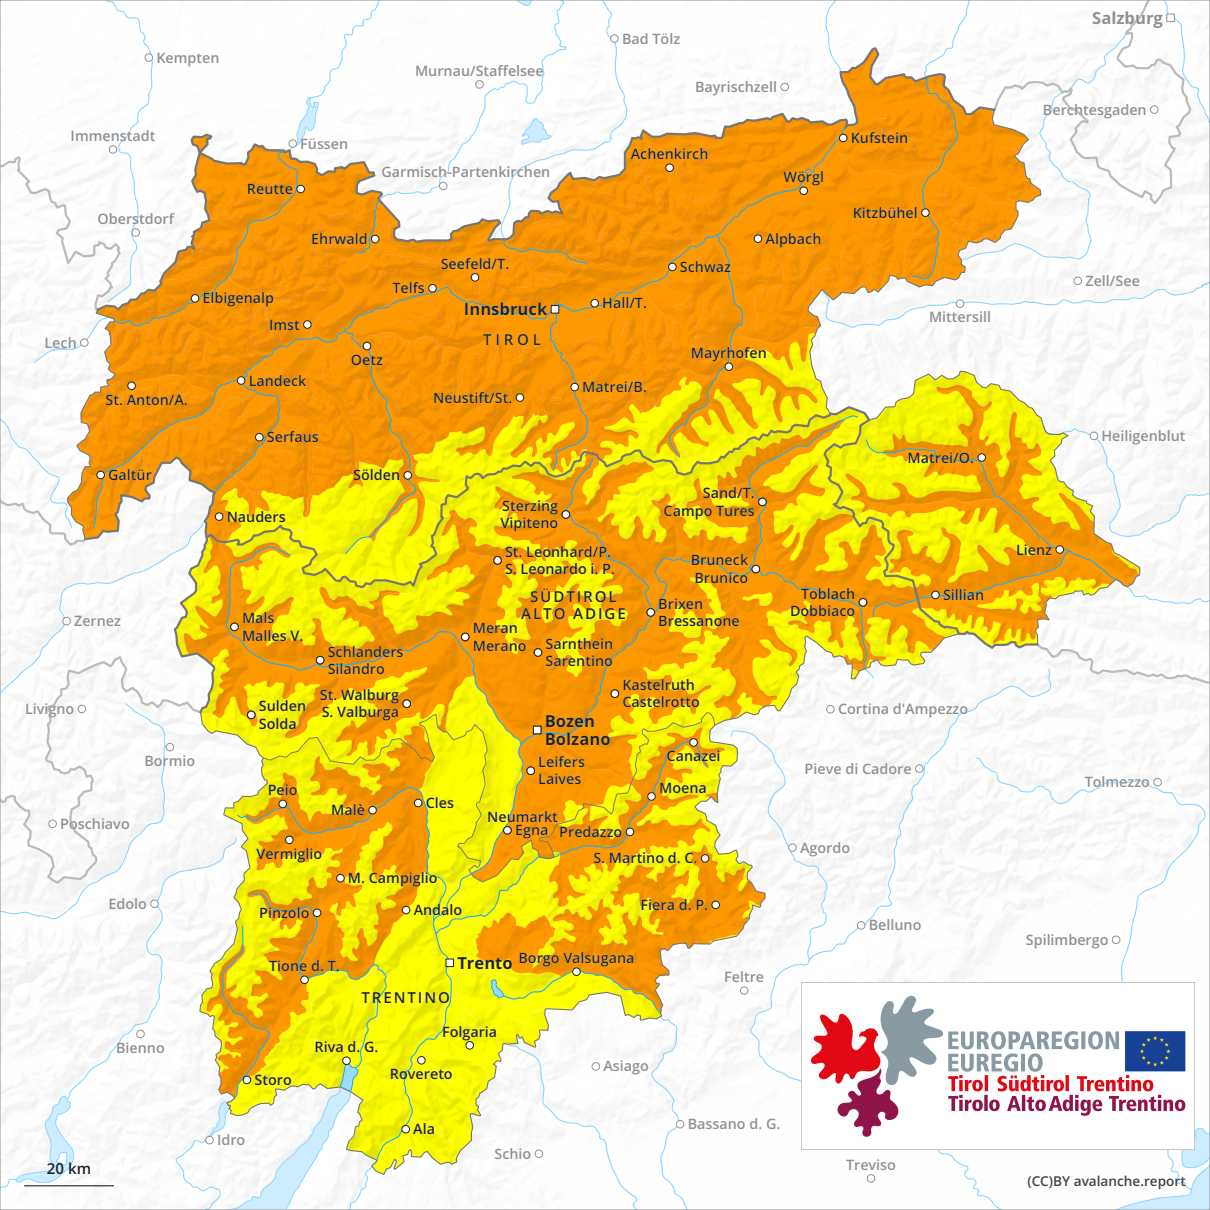 Salzburg
Bad Tölz
Kempten
Murnau/Staffelsee
Bayrischzell
Berchtesgaden
Immenstadt
Füssen
Kufstein
Achenkirch
Garmisch-Partenkirchen
Wörgl
Reutte
Oberstdorf
Kitzbühel
Ehrwald
Alpbach
Seefeld/T.
Schwaz
Telfs
Zell/See
Elbigenalp
Hall/T.
Innsbruck
Mittersill
Imst
TIROL
Lech
Oetz
Mayrhofen
Landeck
Matrei/B.
St. Anton/A.
Neustift/St.
Serfaus
Heiligenblut
Matrei/O.
Galtür
Sölden
Sand/T.
Campo Tures
Sterzing
Vipiteno
Nauders
Lienz
St. Leonhard/P.
S. Leonardo i. P.
Bruneck
Brunico
SÜDTIROL
ALTO ADIGE
Toblach
Dobbiaco
Sillian
Brixen
Bressanone
Zernez
Mals
Malles V.
Meran
Merano
Sarnthein
Sarentino
Schlanders
Silandro
Kastelruth
Castelrotto
St. Walburg
S. Valburga
Livigno
Sulden
Solda
Cortina d'Ampezzo
Bozen
Bolzano
Bormio
Canazei
Leifers
Laives
Pieve di Cadore
Tolmezzo
Peio
Moena
Malè
Cles
Neumarkt
Egna
Predazzo
Poschiavo
Vermiglio
Agordo
S. Martino d. C.
M. Campiglio
Edolo
Pinzolo
Andalo
Fiera d. P.
Belluno
Spilimbergo
Trento
Borgo Valsugana
Tione d. T.
Feltre
TRENTINO
Folgaria
Bienno
Riva d. G.
Rovereto
Asiago
Storo
EUROPAREGION
EUREGIO
Tirol Südtirol Trentino
Tirolo Alto Adige Trentino
Ala
Bassano d. G.
Idro
Schio
Treviso
20 km
(CC)BY avalanche.report